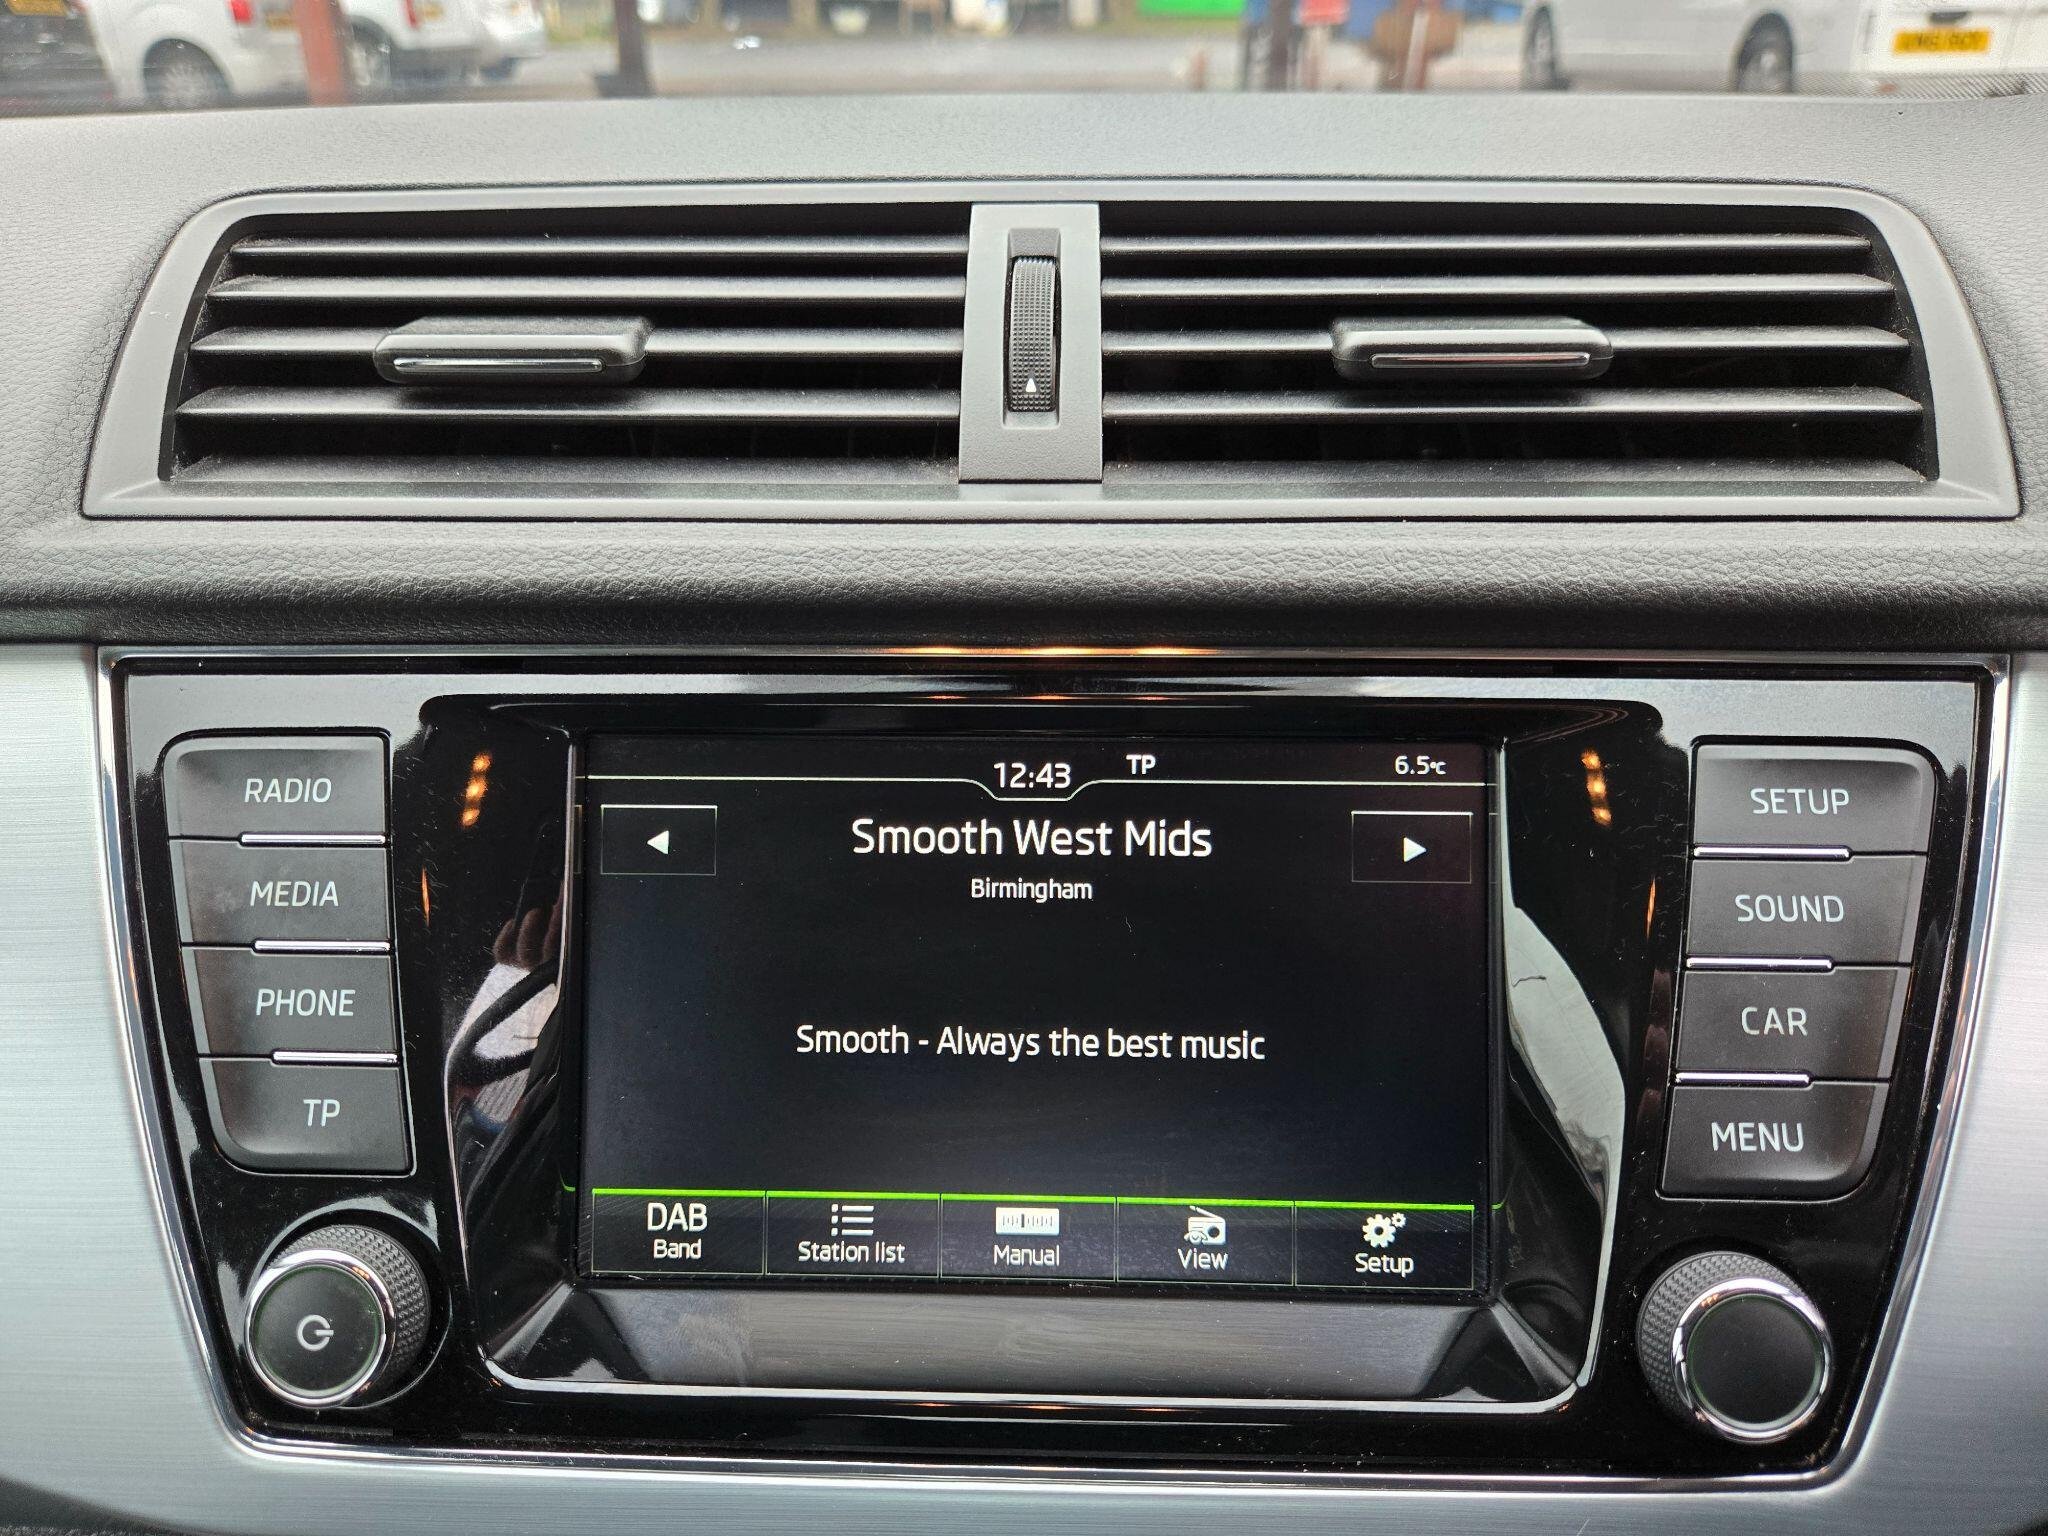 12:43
TP
6.5°C
Smooth West Mids
Birmingham
Smooth - Always the best music
DAB
Band
Station list
Manual
View
Setup
RADIO
MEDIA
PHONE
TP
SETUP
SOUND
CAR
MENU